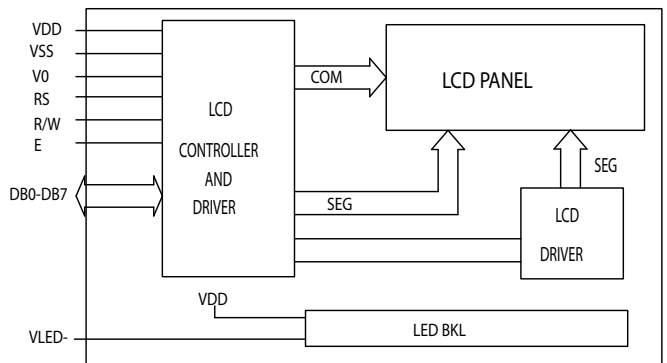 VDD
VSS
V0
RS
R/W
E
DB0-DB7
LCD
CONTROLLER
AND
DRIVER
COM
LCD PANEL
SEG
SEG
LCD
DRIVER
VDD
VLED-
LED BKL